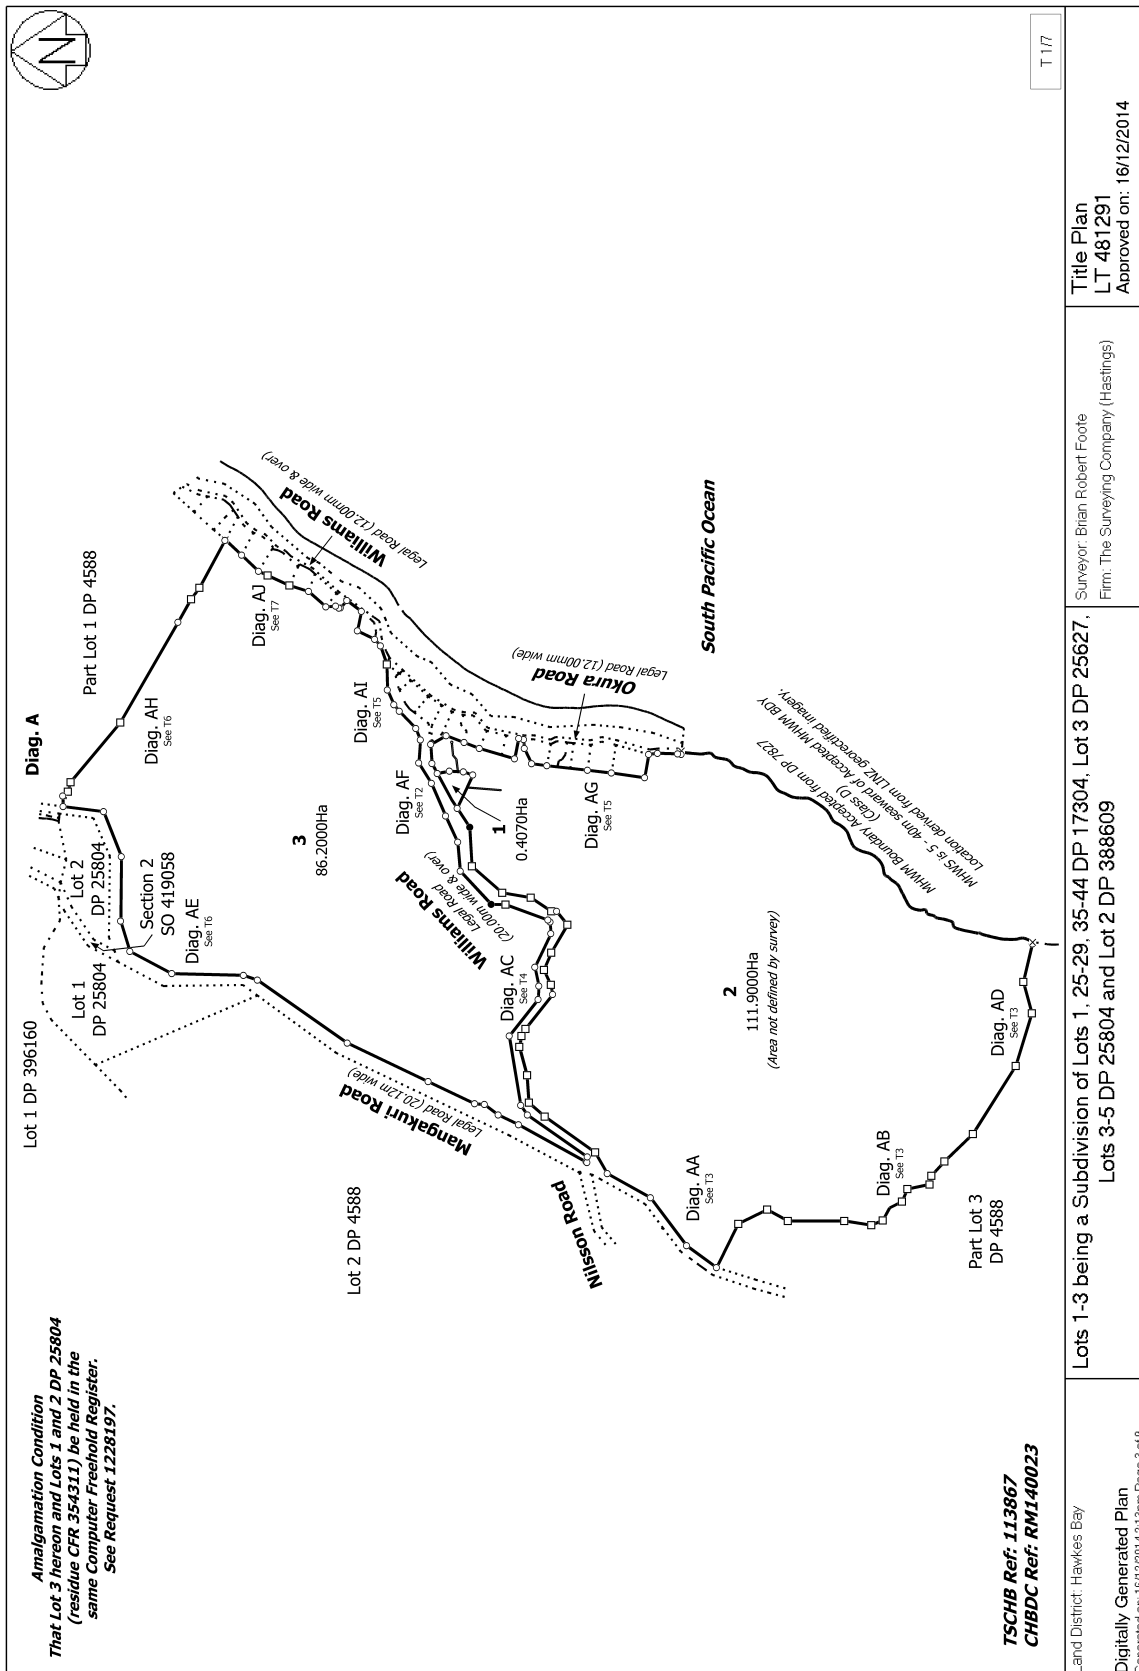 N
Amalgamation Condition
That Lot 3 hereon and Lots 1 and 2 DP 25804
(residue CFR 354311) be held in the
same Computer Freehold Register.
See Request 1228197.
Diag. A
Lot 1 DP 396160
Lot 1
DP 25804
Lot 2
DP 25804
Section 2
SO 419058
Diag. AE
See T6
Diag. AH
See T6
Part Lot 1 DP 4588
Diag. AJ
See T7
Williams Road
Legal Road (12.00mm wide & over)
3
86.2000Ha
Diag. AI
See T5
Diag. AF
See T2
Williams Road
Legal Road
(20.00m wide & over)
Mangakuri Road
Legal Road (20.12m wide)
Lot 2 DP 4588
1
0.4070Ha
Diag. AC
See T4
Okura Road
Legal Road (12.00mm wide)
Diag. AG
See T5
Nilsson Road
South Pacific Ocean
Diag. AA
See T3
2
111.9000Ha
(Area not defined by survey)
MHWM Boundary Accepted from DP 7827
(Class D)
MHWS is 5 - 40m seaward of Accepted MHWM BDY
Location derived from LINZ georectified imagery.
Diag. AB
See T3
Diag. AD
See T3
Part Lot 3
DP 4588
TSCHB Ref: 113867
CHBDC Ref: RM140023
T 1/7
Land District: Hawkes Bay
Digitally Generated Plan
Lots 1-3 being a Subdivision of Lots 1, 25-29, 35-44 DP 17304, Lot 3 DP 25627,
Lots 3-5 DP 25804 and Lot 2 DP 388609
Surveyor: Brian Robert Foote
Firm: The Surveying Company (Hastings)
Title Plan
LT 481291
Approved on: 16/12/2014